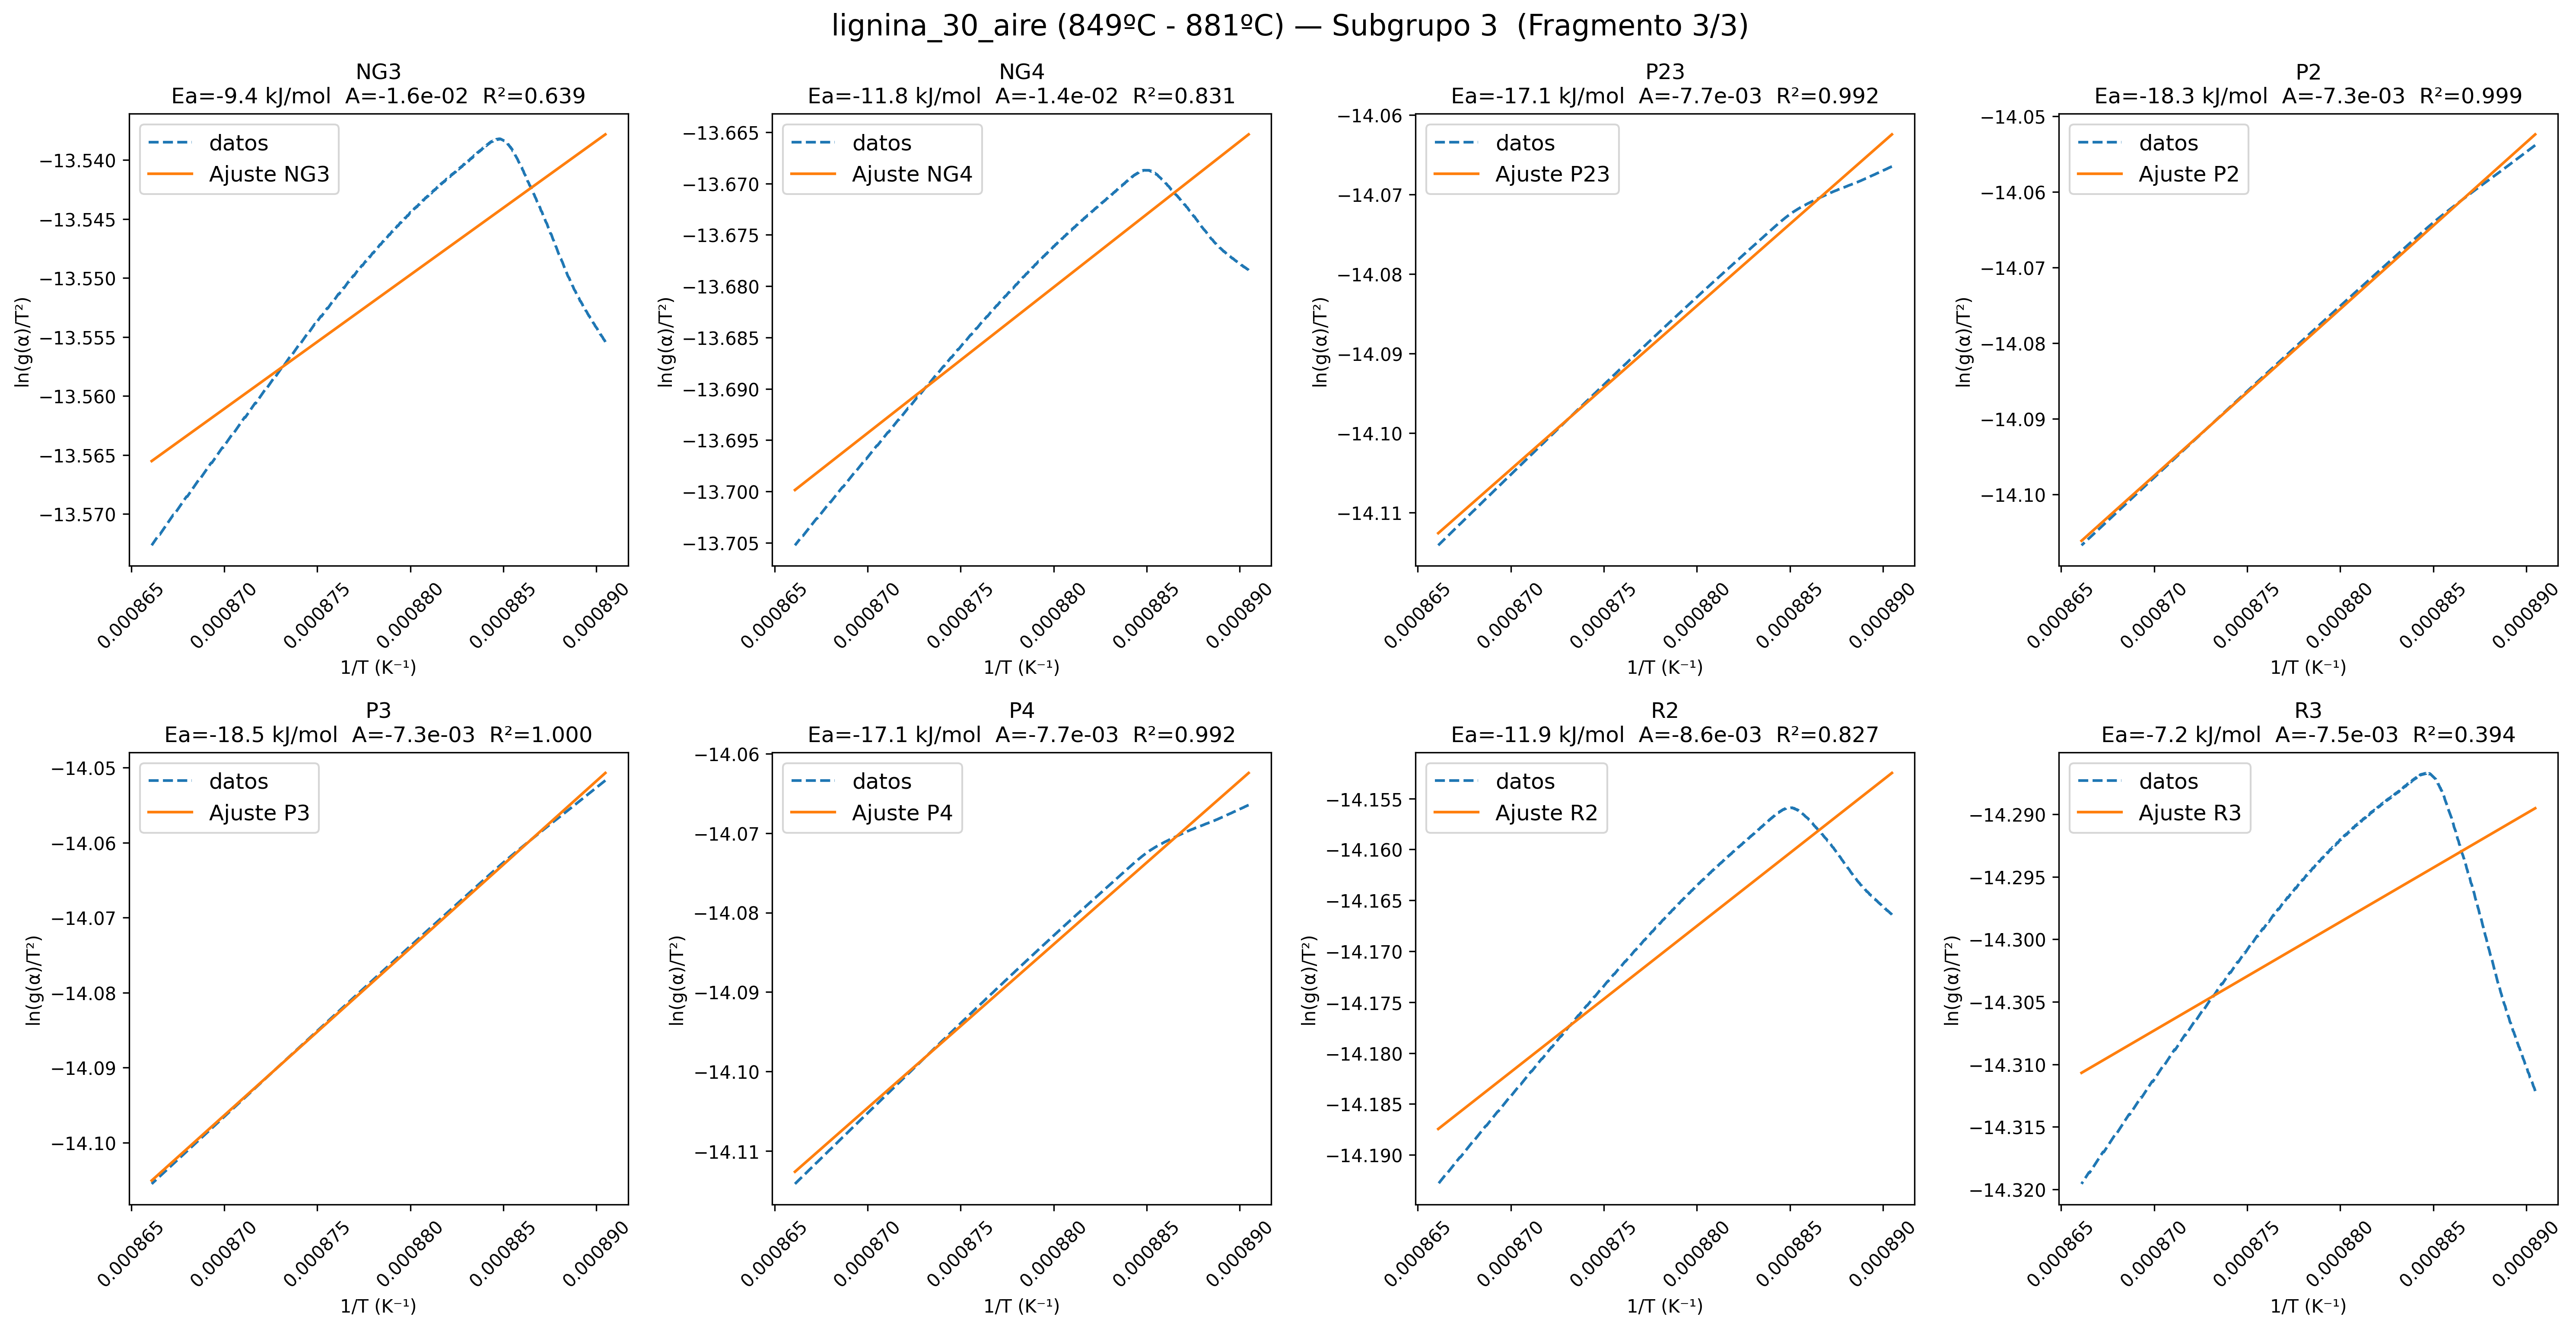 lignina_30_aire (849ºC - 881ºC) — Subgrupo 3  (Fragmento 3/3)
NG3
Ea=-9.4 kJ/mol  A=-1.6e-02  R²=0.639
datos
Ajuste NG3
−13.540
−13.545
−13.550
−13.555
−13.560
−13.565
−13.570
ln(g(α)/T²)
0.000865
0.000870
0.000875
0.000880
0.000885
0.000890
1/T (K⁻¹)
NG4
Ea=-11.8 kJ/mol  A=-1.4e-02  R²=0.831
datos
Ajuste NG4
−13.665
−13.670
−13.675
−13.680
−13.685
−13.690
−13.695
−13.700
−13.705
ln(g(α)/T²)
0.000865
0.000870
0.000875
0.000880
0.000885
0.000890
1/T (K⁻¹)
P23
Ea=-17.1 kJ/mol  A=-7.7e-03  R²=0.992
datos
Ajuste P23
−14.06
−14.07
−14.08
−14.09
−14.10
−14.11
ln(g(α)/T²)
0.000865
0.000870
0.000875
0.000880
0.000885
0.000890
1/T (K⁻¹)
P2
Ea=-18.3 kJ/mol  A=-7.3e-03  R²=0.999
datos
Ajuste P2
−14.05
−14.06
−14.07
−14.08
−14.09
−14.10
ln(g(α)/T²)
0.000865
0.000870
0.000875
0.000880
0.000885
0.000890
1/T (K⁻¹)
P3
Ea=-18.5 kJ/mol  A=-7.3e-03  R²=1.000
datos
Ajuste P3
−14.05
−14.06
−14.07
−14.08
−14.09
−14.10
ln(g(α)/T²)
0.000865
0.000870
0.000875
0.000880
0.000885
0.000890
1/T (K⁻¹)
P4
Ea=-17.1 kJ/mol  A=-7.7e-03  R²=0.992
datos
Ajuste P4
−14.06
−14.07
−14.08
−14.09
−14.10
−14.11
ln(g(α)/T²)
0.000865
0.000870
0.000875
0.000880
0.000885
0.000890
1/T (K⁻¹)
R2
Ea=-11.9 kJ/mol  A=-8.6e-03  R²=0.827
datos
Ajuste R2
−14.155
−14.160
−14.165
−14.170
−14.175
−14.180
−14.185
−14.190
ln(g(α)/T²)
0.000865
0.000870
0.000875
0.000880
0.000885
0.000890
1/T (K⁻¹)
R3
Ea=-7.2 kJ/mol  A=-7.5e-03  R²=0.394
datos
Ajuste R3
−14.290
−14.295
−14.300
−14.305
−14.310
−14.315
−14.320
ln(g(α)/T²)
0.000865
0.000870
0.000875
0.000880
0.000885
0.000890
1/T (K⁻¹)